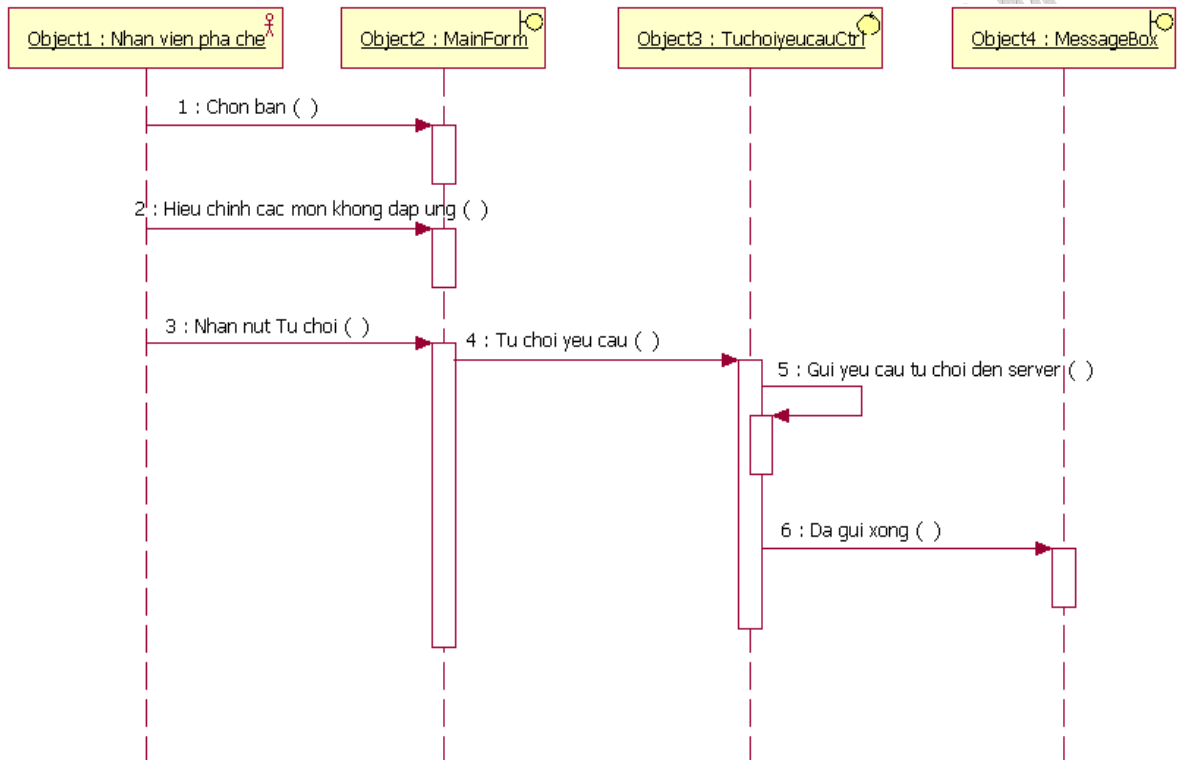 Object1 : Nhan vien pha che
Object2 : MainForm
Object3 : TuchoiyeucauCtrl
Object4 : MessageBox
1 : Chon ban ( )
2 : Hieu chinh cac mon khong dap ung ( )
3 : Nhan nut Tu choi ( )
4 : Tu choi yeu cau ( )
5 : Gui yeu cau tu choi den server ( )
6 : Da gui xong ( )